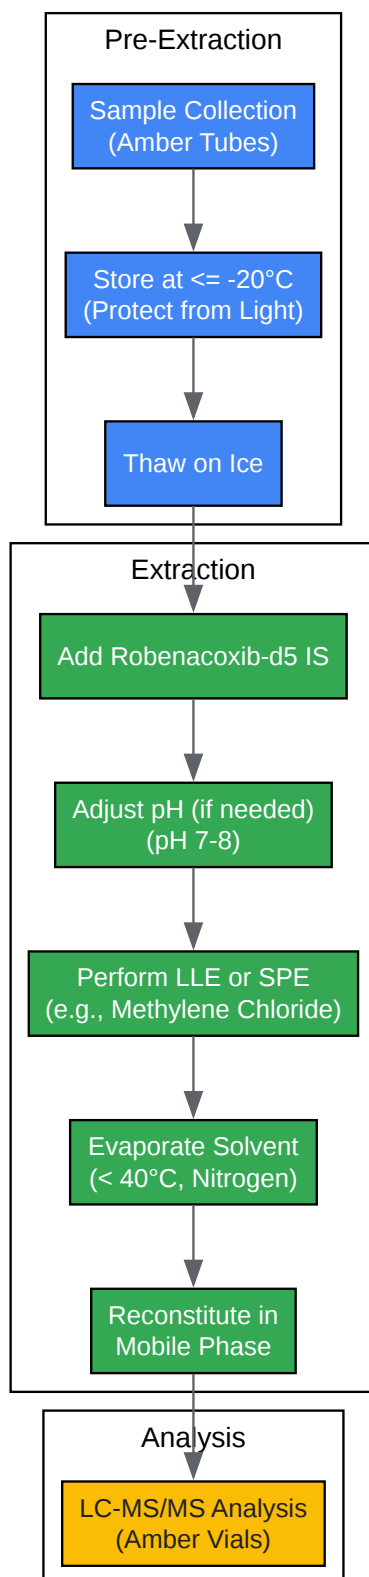 Pre-Extraction
Sample Collection
(Amber Tubes)
Store at <= -20°C
(Protect from Light)
Thaw on Ice
Extraction
Add Robenacoxib-d5 IS
Adjust pH (if needed)
(pH 7-8)
Perform LLE or SPE
(e.g., Methylene Chloride)
Evaporate Solvent
(< 40°C, Nitrogen)
Reconstitute in
Mobile Phase
Analysis
LC-MS/MS Analysis
(Amber Vials)